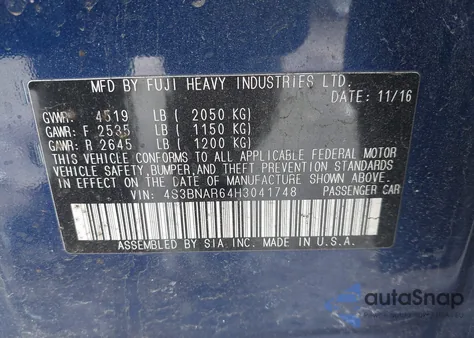 MFD BY FUJI HEAVY INDUSTRIES LTD.
DATE: 11/16
GVWR: 4519 LB ( 2050 KG)
GAWR: F 2535 LB ( 1150 KG)
GAWR: R 2645 LB ( 1200 KG)
THIS VEHICLE CONFORMS TO ALL APPLICABLE FEDERAL MOTOR
VEHICLE SAFETY,BUMPER,AND THEFT PREVENTION STANDARDS
IN EFFECT ON THE DATE OF MANUFACTURE SHOWN ABOVE.
VIN: 4S3BNAR64H3041748 PASSENGER CAR
ASSEMBLED BY SIA INC. MADE IN U.S.A.
autoSnap